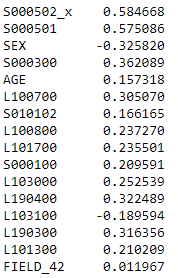 S000502_x 0.584668
S000501 0.575086
SEX -0.325820
S000300 0.362089
AGE 0.157318
L100700 0.305070
S010102 0.166165
L100800 0.237270
L101700 0.235501
S000100 0.209591
L103000 0.252539
L190400 0.322489
L103100 -0.189594
L190300 0.316356
L101300 0.210209
FIELD_42 0.011967